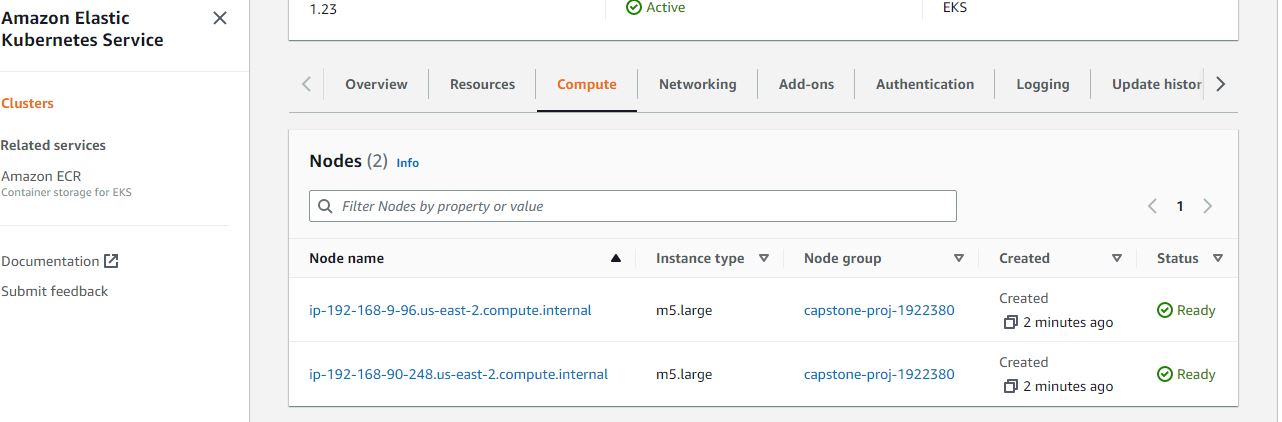 Amazon Elastic
Kubernetes Service
Clusters
Related services
Amazon ECR
Container storage for EKS
Documentation
Submit feedback
1.23 Active EKS
Overview Resources Compute Networking Add-ons Authentication Logging Update histor
Nodes (2) Info
Filter Nodes by property or value
1
Node name Instance type Node group Created Status
Created
ip-192-168-9-96.us-east-2.compute.internal m5.large capstone-proj-1922380 Ready
2 minutes ago
Created
ip-192-168-90-248.us-east-2.compute.internal m5.large capstone-proj-1922380 Ready
2 minutes ago